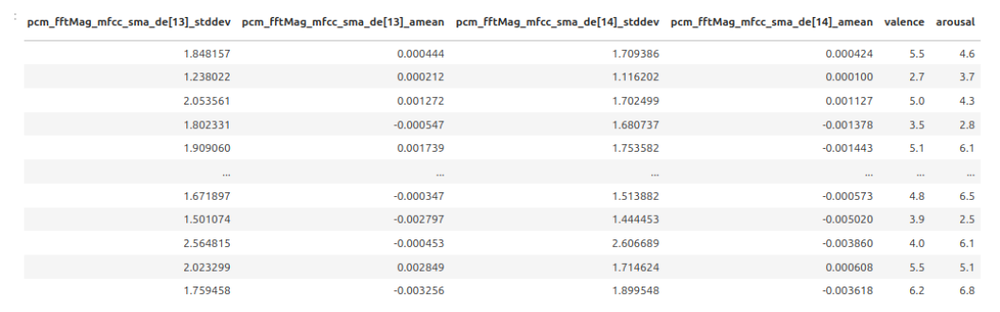 :
pcm_fftMag_mfcc_sma_de[13]_stddev pcm_fftMag_mfcc_sma_de[13]_amean pcm_fftMag_mfcc_sma_de[14]_stddev pcm_fftMag_mfcc_sma_de[14]_amean valence arousal
1.848157 0.000444 1.709386 0.000424 5.5 4.6
1.238022 0.000212 1.116202 0.000100 2.7 3.7
2.053561 0.001272 1.702499 0.001127 5.0 4.3
1.802331 -0.000547 1.680737 -0.001378 3.5 2.8
1.909060 0.001739 1.753582 -0.001443 5.1 6.1
... ... ... ... ... ...
1.671897 -0.000347 1.513882 -0.000573 4.8 6.5
1.501074 -0.002797 1.444453 -0.005020 3.9 2.5
2.564815 -0.000453 2.606689 -0.003860 4.0 6.1
2.023299 0.002849 1.714624 0.000608 5.5 5.1
1.759458 -0.003256 1.899548 -0.003618 6.2 6.8